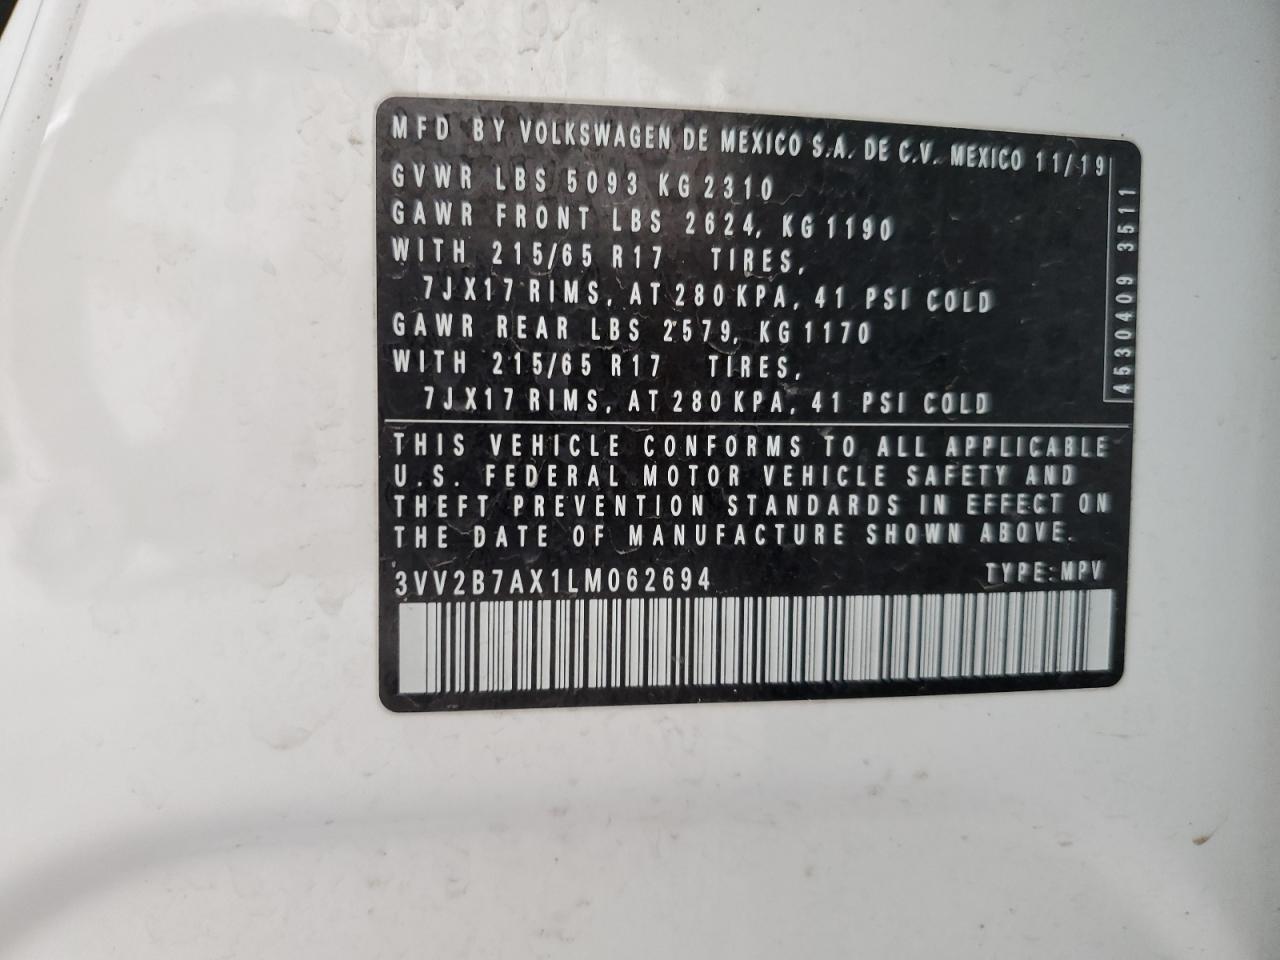 MFD BY VOLKSWAGEN DE MEXICO S.A. DE C.V. MEXICO 11/19
GVWR LBS 5093 KG 2310
GAWR FRONT LBS 2624, KG 1190
WITH 215/65 R17 TIRES,
7JX17 RIMS, AT 280 KPA, 41 PSI COLD
GAWR REAR LBS 2579, KG 1170
WITH 215/65 R17 TIRES,
7JX17 RIMS, AT 280 KPA, 41 PSI COLD
4530409 3511
THIS VEHICLE CONFORMS TO ALL APPLICABLE
U.S. FEDERAL MOTOR VEHICLE SAFETY AND
THEFT PREVENTION STANDARDS IN EFFECT ON
THE DATE OF MANUFACTURE SHOWN ABOVE.
3VV2B7AX1LM062694 TYPE: MPV